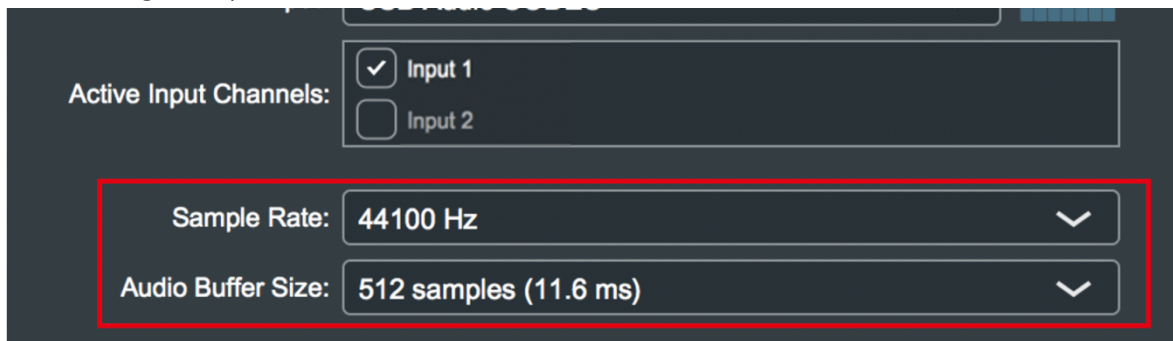 Active Input Channels:
Input 1
Input 2
Sample Rate: 44100 Hz
Audio Buffer Size: 512 samples (11.6 ms)